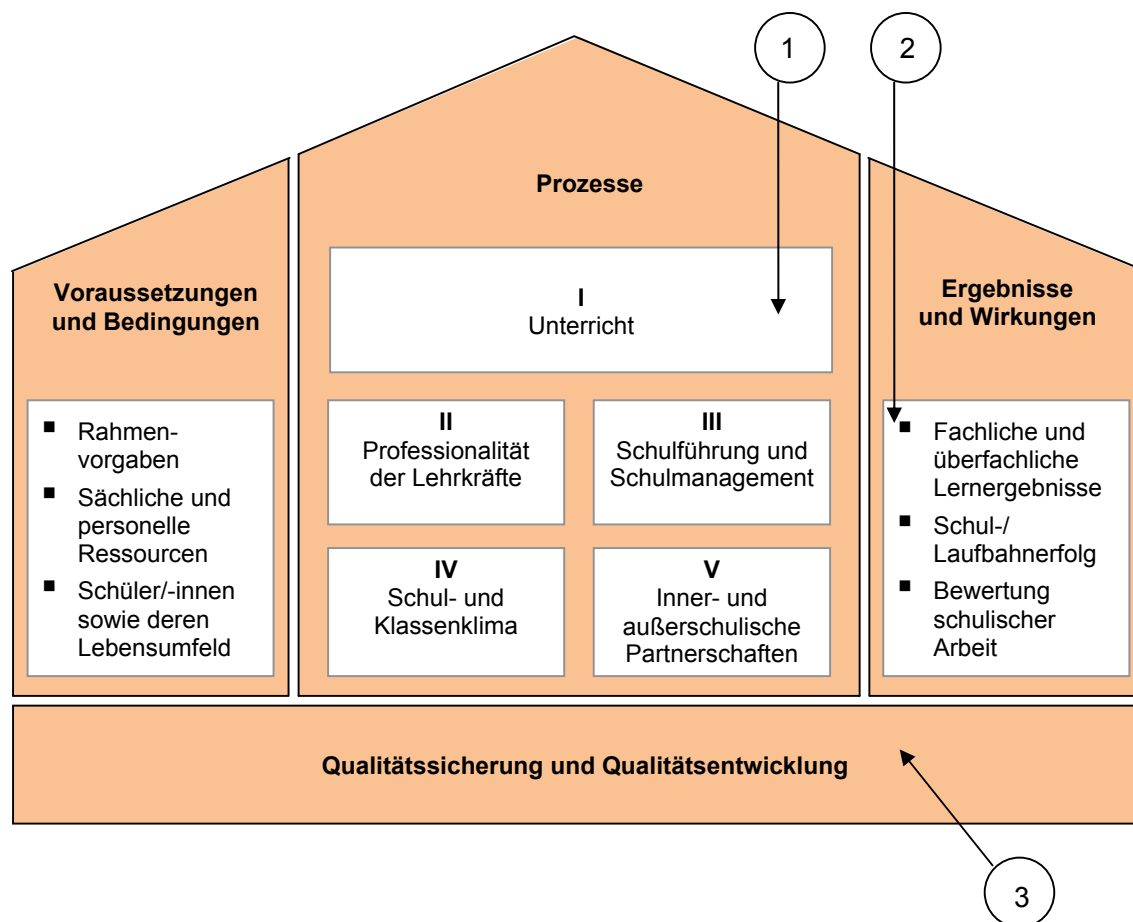 1
2
Prozesse
Voraussetzungen
und Bedingungen
I
Unterricht
Ergebnisse
und Wirkungen
▪ Rahmen-
vorgaben
▪ Sächliche und
personelle
Ressourcen
▪ Schüler/-innen
sowie deren
Lebensumfeld
II
Professionalität
der Lehrkräfte
III
Schulführung und
Schulmanagement
IV
Schul- und
Klassenklima
V
Inner- und
außerschulische
Partnerschaften
▪ Fachliche und
überfachliche
Lernergebnisse
▪ Schul-/
Laufbahnerfolg
▪ Bewertung
schulischer
Arbeit
Qualitätssicherung und Qualitätsentwicklung
3